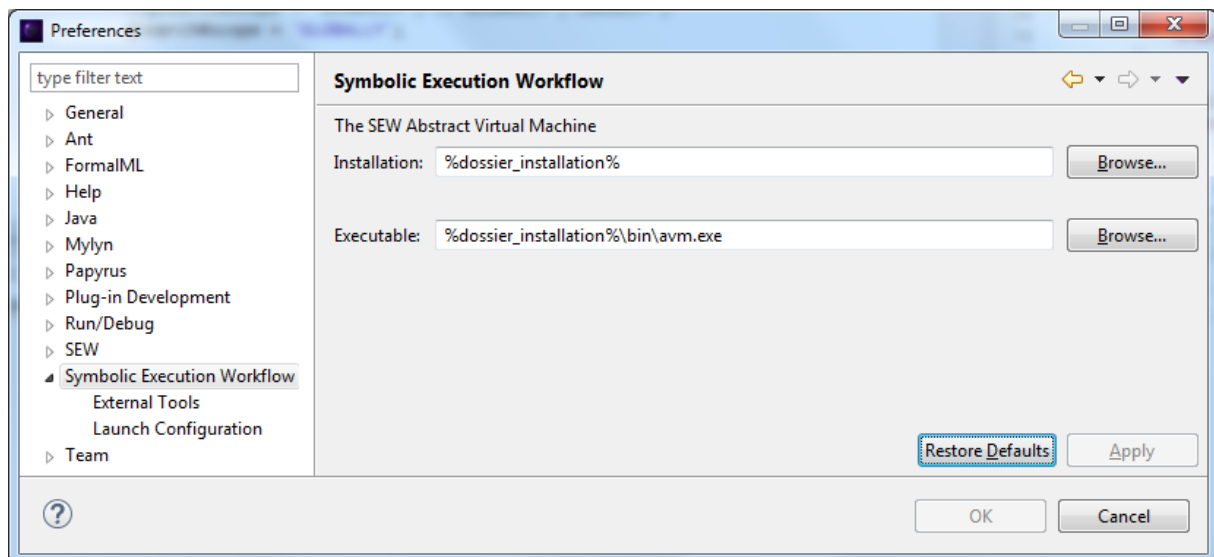 Preferences
type filter text
General
Ant
FormalML
Help
Java
Mylyn
Papyrus
Plug-in Development
Run/Debug
SEW
Symbolic Execution Workflow
External Tools
Launch Configuration
Team
Symbolic Execution Workflow
The SEW Abstract Virtual Machine
Installation: %dossier_installation% Browse...
Executable: %dossier_installation%\bin\avm.exe Browse...
Restore Defaults Apply
? OK Cancel